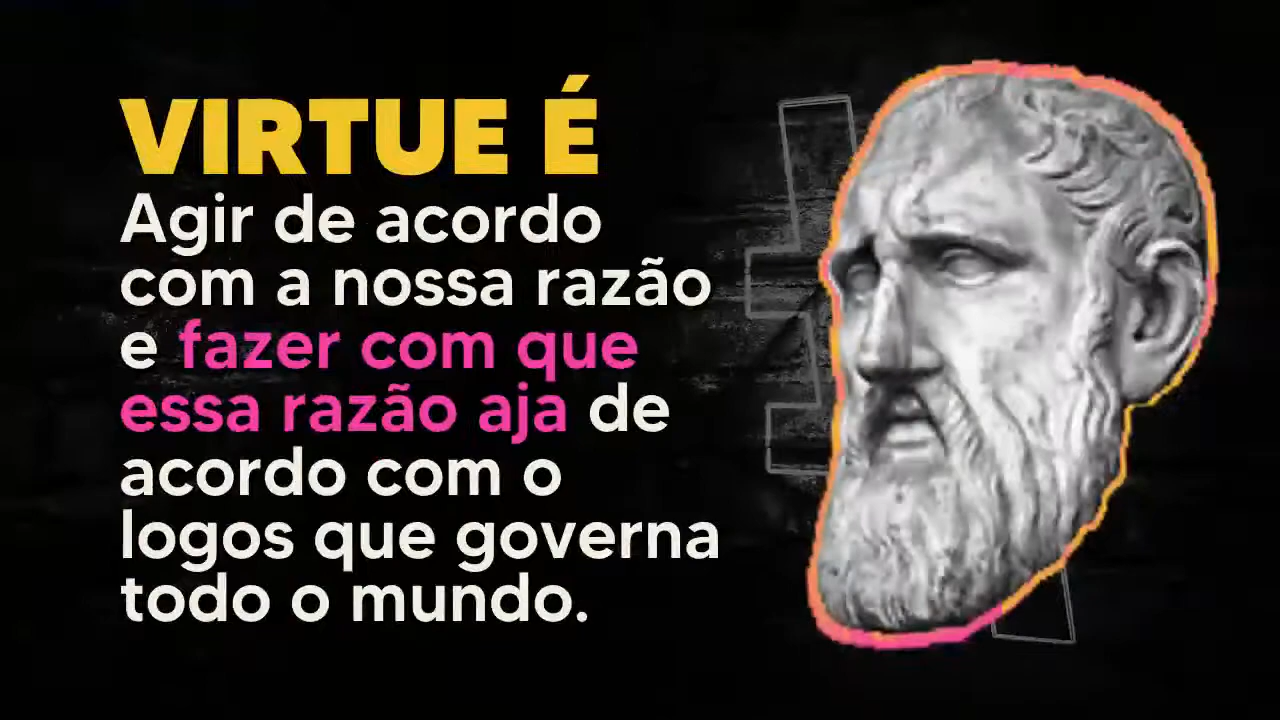 VIRTUE É
Agir de acordo
com a nossa razão
e fazer com que
essa razão aja de
acordo com o
logos que governa
todo o mundo.